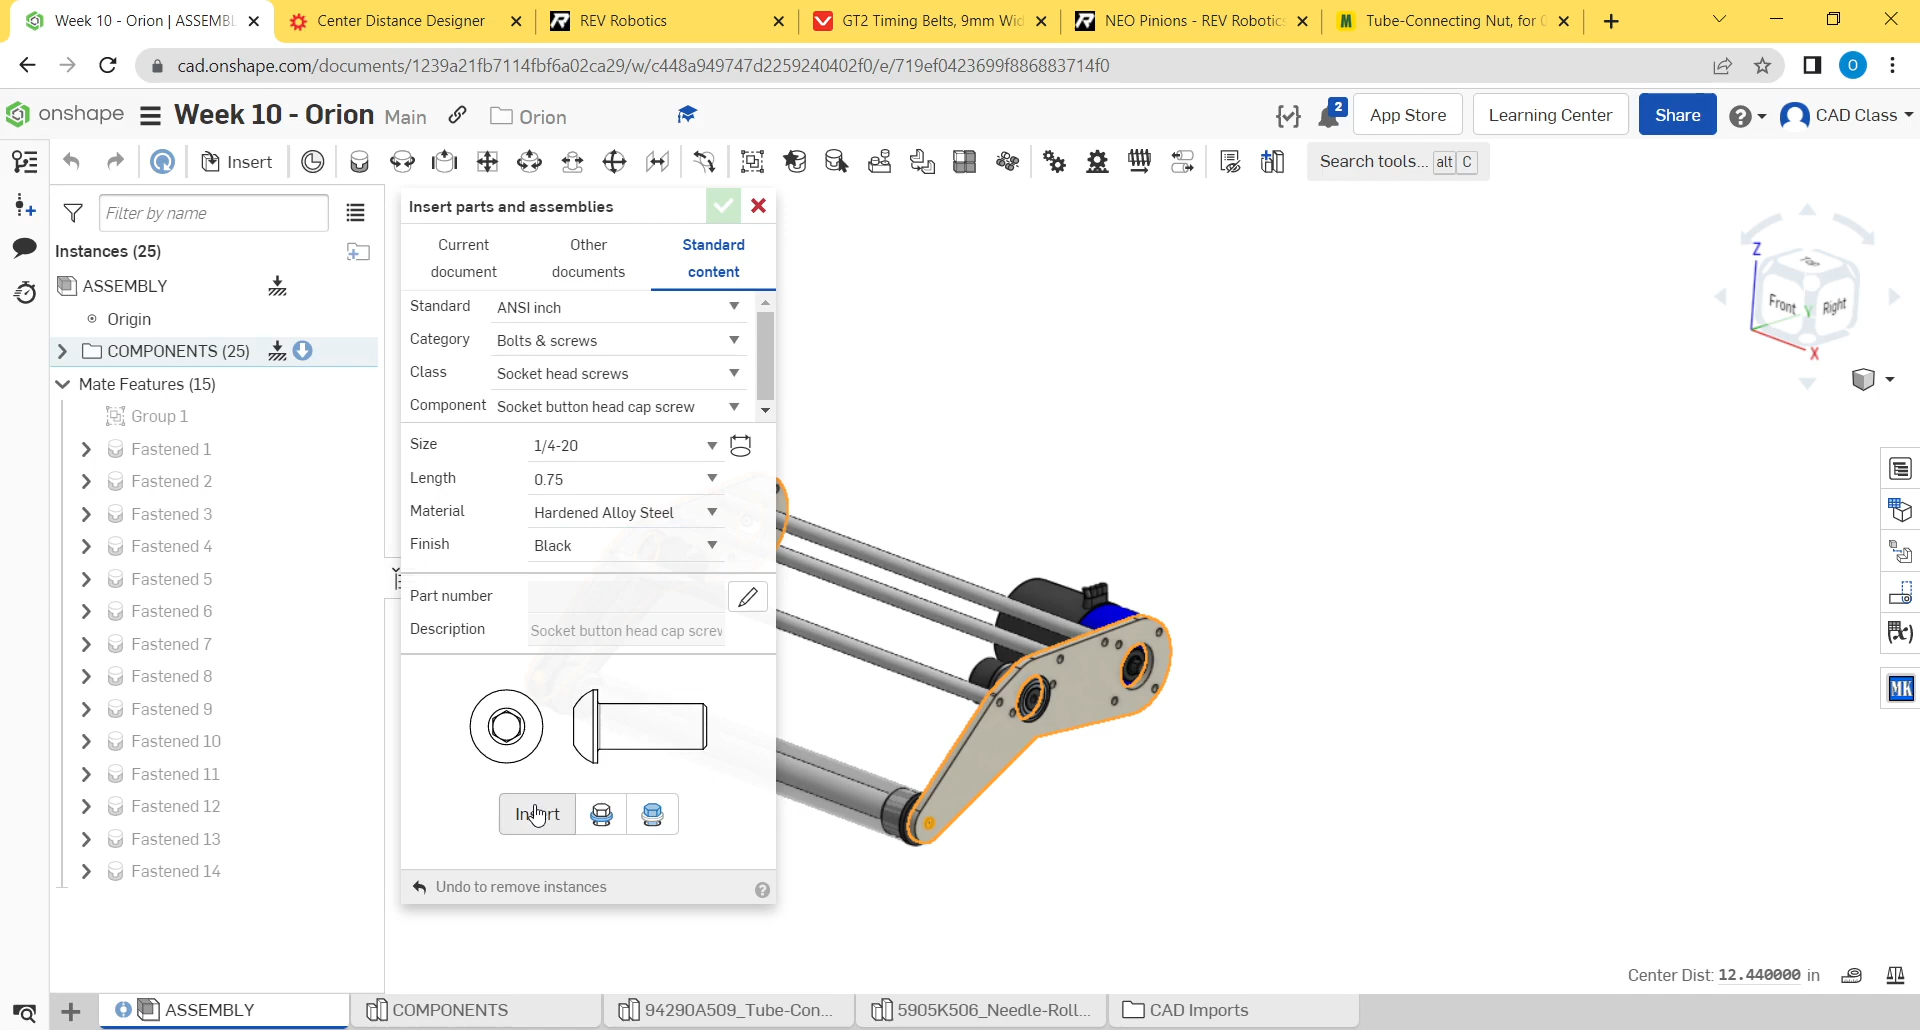 Week 10 - Orion | ASSEMBL
Center Distance Designer
REV Robotics
GT2 Timing Belts, 9mm Wid
NEO Pinions - REV Robotics
Tube-Connecting Nut, for 0
cad.onshape.com/documents/1239a21fb7114fbf6a02ca29/w/c448a949747d2259240402f0/e/719ef0423699f886883714f0
O
onshape
Week 10 - Orion Main
Orion
2
App Store
Learning Center
Share
CAD Class
Insert
Search tools... alt C
Filter by name
Instances (25)
ASSEMBLY
Origin
COMPONENTS (25)
Mate Features (15)
Group 1
Fastened 1
Fastened 2
Fastened 3
Fastened 4
Fastened 5
Fastened 6
Fastened 7
Fastened 8
Fastened 9
Fastened 10
Fastened 11
Fastened 12
Fastened 13
Fastened 14
Insert parts and assemblies
Current document
Other documents
Standard content
Standard ANSI inch
Category Bolts & screws
Class Socket head screws
Component Socket button head cap screw
Size 1/4-20
Length 0.75
Material Hardened Alloy Steel
Finish Black
Part number
Description Socket button head cap screw
Insert
Undo to remove instances
Z
Top
Front
Y
Right
X
MK
Center Dist: 12.440000 in
ASSEMBLY
COMPONENTS
94290A509_Tube-Con...
5905K506_Needle-Roll...
CAD Imports